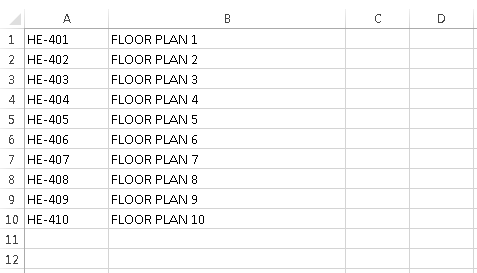 A B C D
1 HE-401 FLOOR PLAN 1
2 HE-402 FLOOR PLAN 2
3 HE-403 FLOOR PLAN 3
4 HE-404 FLOOR PLAN 4
5 HE-405 FLOOR PLAN 5
6 HE-406 FLOOR PLAN 6
7 HE-407 FLOOR PLAN 7
8 HE-408 FLOOR PLAN 8
9 HE-409 FLOOR PLAN 9
10 HE-410 FLOOR PLAN 10
11
12